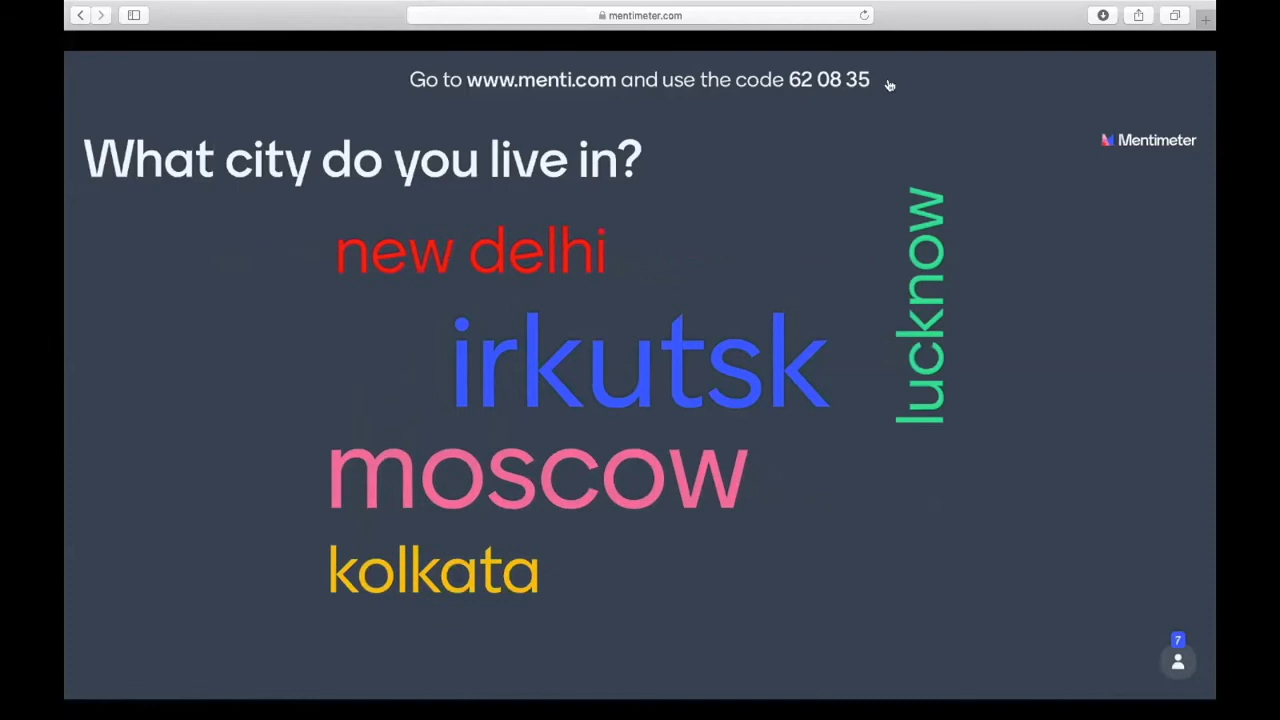 mentimeter.com
Go to www.menti.com and use the code 62 08 35
Mentimeter
What city do you live in?
new delhi
lucknow
irkutsk
moscow
kolkata
7